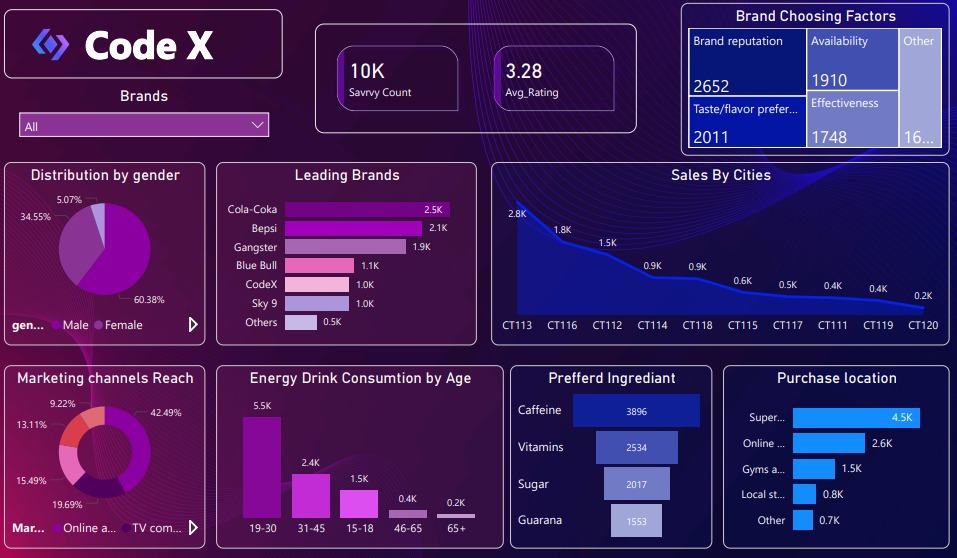 Code X
Brands
All
10K
Savrvy Count
3.28
Avg_Rating
Brand Choosing Factors
Brand reputation
2652
Taste/flavor prefer...
2011
Availability
1910
Effectiveness
1748
Other
16...
Distribution by gender
5.07%
34.55%
60.38%
gen...
Male
Female
Leading Brands
Cola-Coka 2.5K
Bepsi 2.1K
Gangster 1.9K
Blue Bull 1.1K
CodeX 1.0K
Sky 9 1.0K
Others 0.5K
Sales By Cities
2.8K 1.8K 1.5K 0.9K 0.9K 0.6K 0.5K 0.4K 0.4K 0.2K
CT113 CT116 CT112 CT114 CT118 CT115 CT117 CT111 CT119 CT120
Marketing channels Reach
9.22%
42.49%
13.11%
15.49%
19.69%
Mar...
Online a...
TV com...
Energy Drink Consumtion by Age
5.5K 2.4K 1.5K 0.4K 0.2K
19-30 31-45 15-18 46-65 65+
Prefferd Ingrediant
Caffeine 3896
Vitamins 2534
Sugar 2017
Guarana 1553
Purchase location
Super... 4.5K
Online ... 2.6K
Gyms a... 1.5K
Local st... 0.8K
Other 0.7K